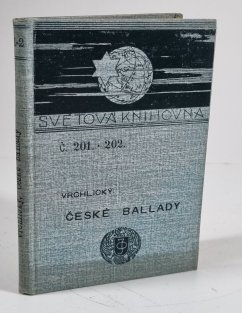 SVĚTOVÁ KNIHOVNA
Č. 201.-202.
VRCHLICKÝ
ČESKÉ BALLADY